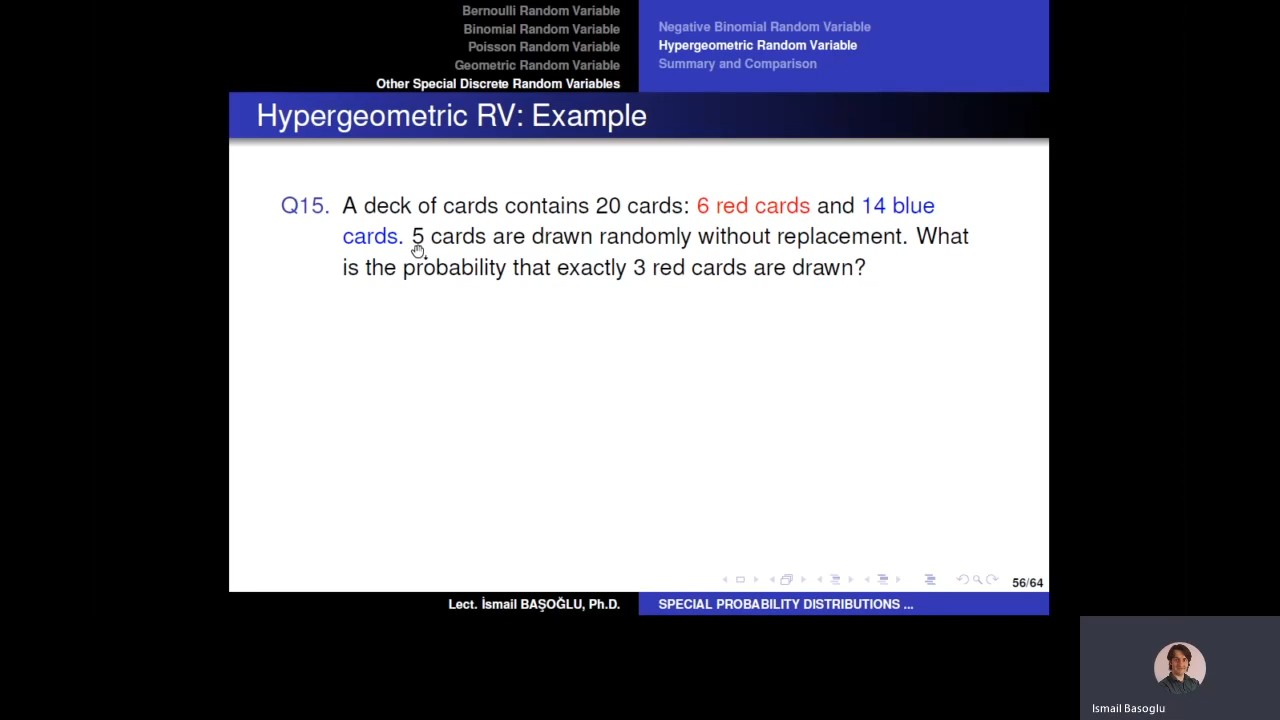 Bernoulli Random Variable
Binomial Random Variable
Poisson Random Variable
Geometric Random Variable
Other Special Discrete Random Variables
Negative Binomial Random Variable
Hypergeometric Random Variable
Summary and Comparison
Hypergeometric RV: Example
Q15. A deck of cards contains 20 cards: 6 red cards and 14 blue
cards. 5 cards are drawn randomly without replacement. What
is the probability that exactly 3 red cards are drawn?
56/64
Lect. İsmail BAŞOĞLU, Ph.D.
SPECIAL PROBABILITY DISTRIBUTIONS ...
Ismail Basoglu